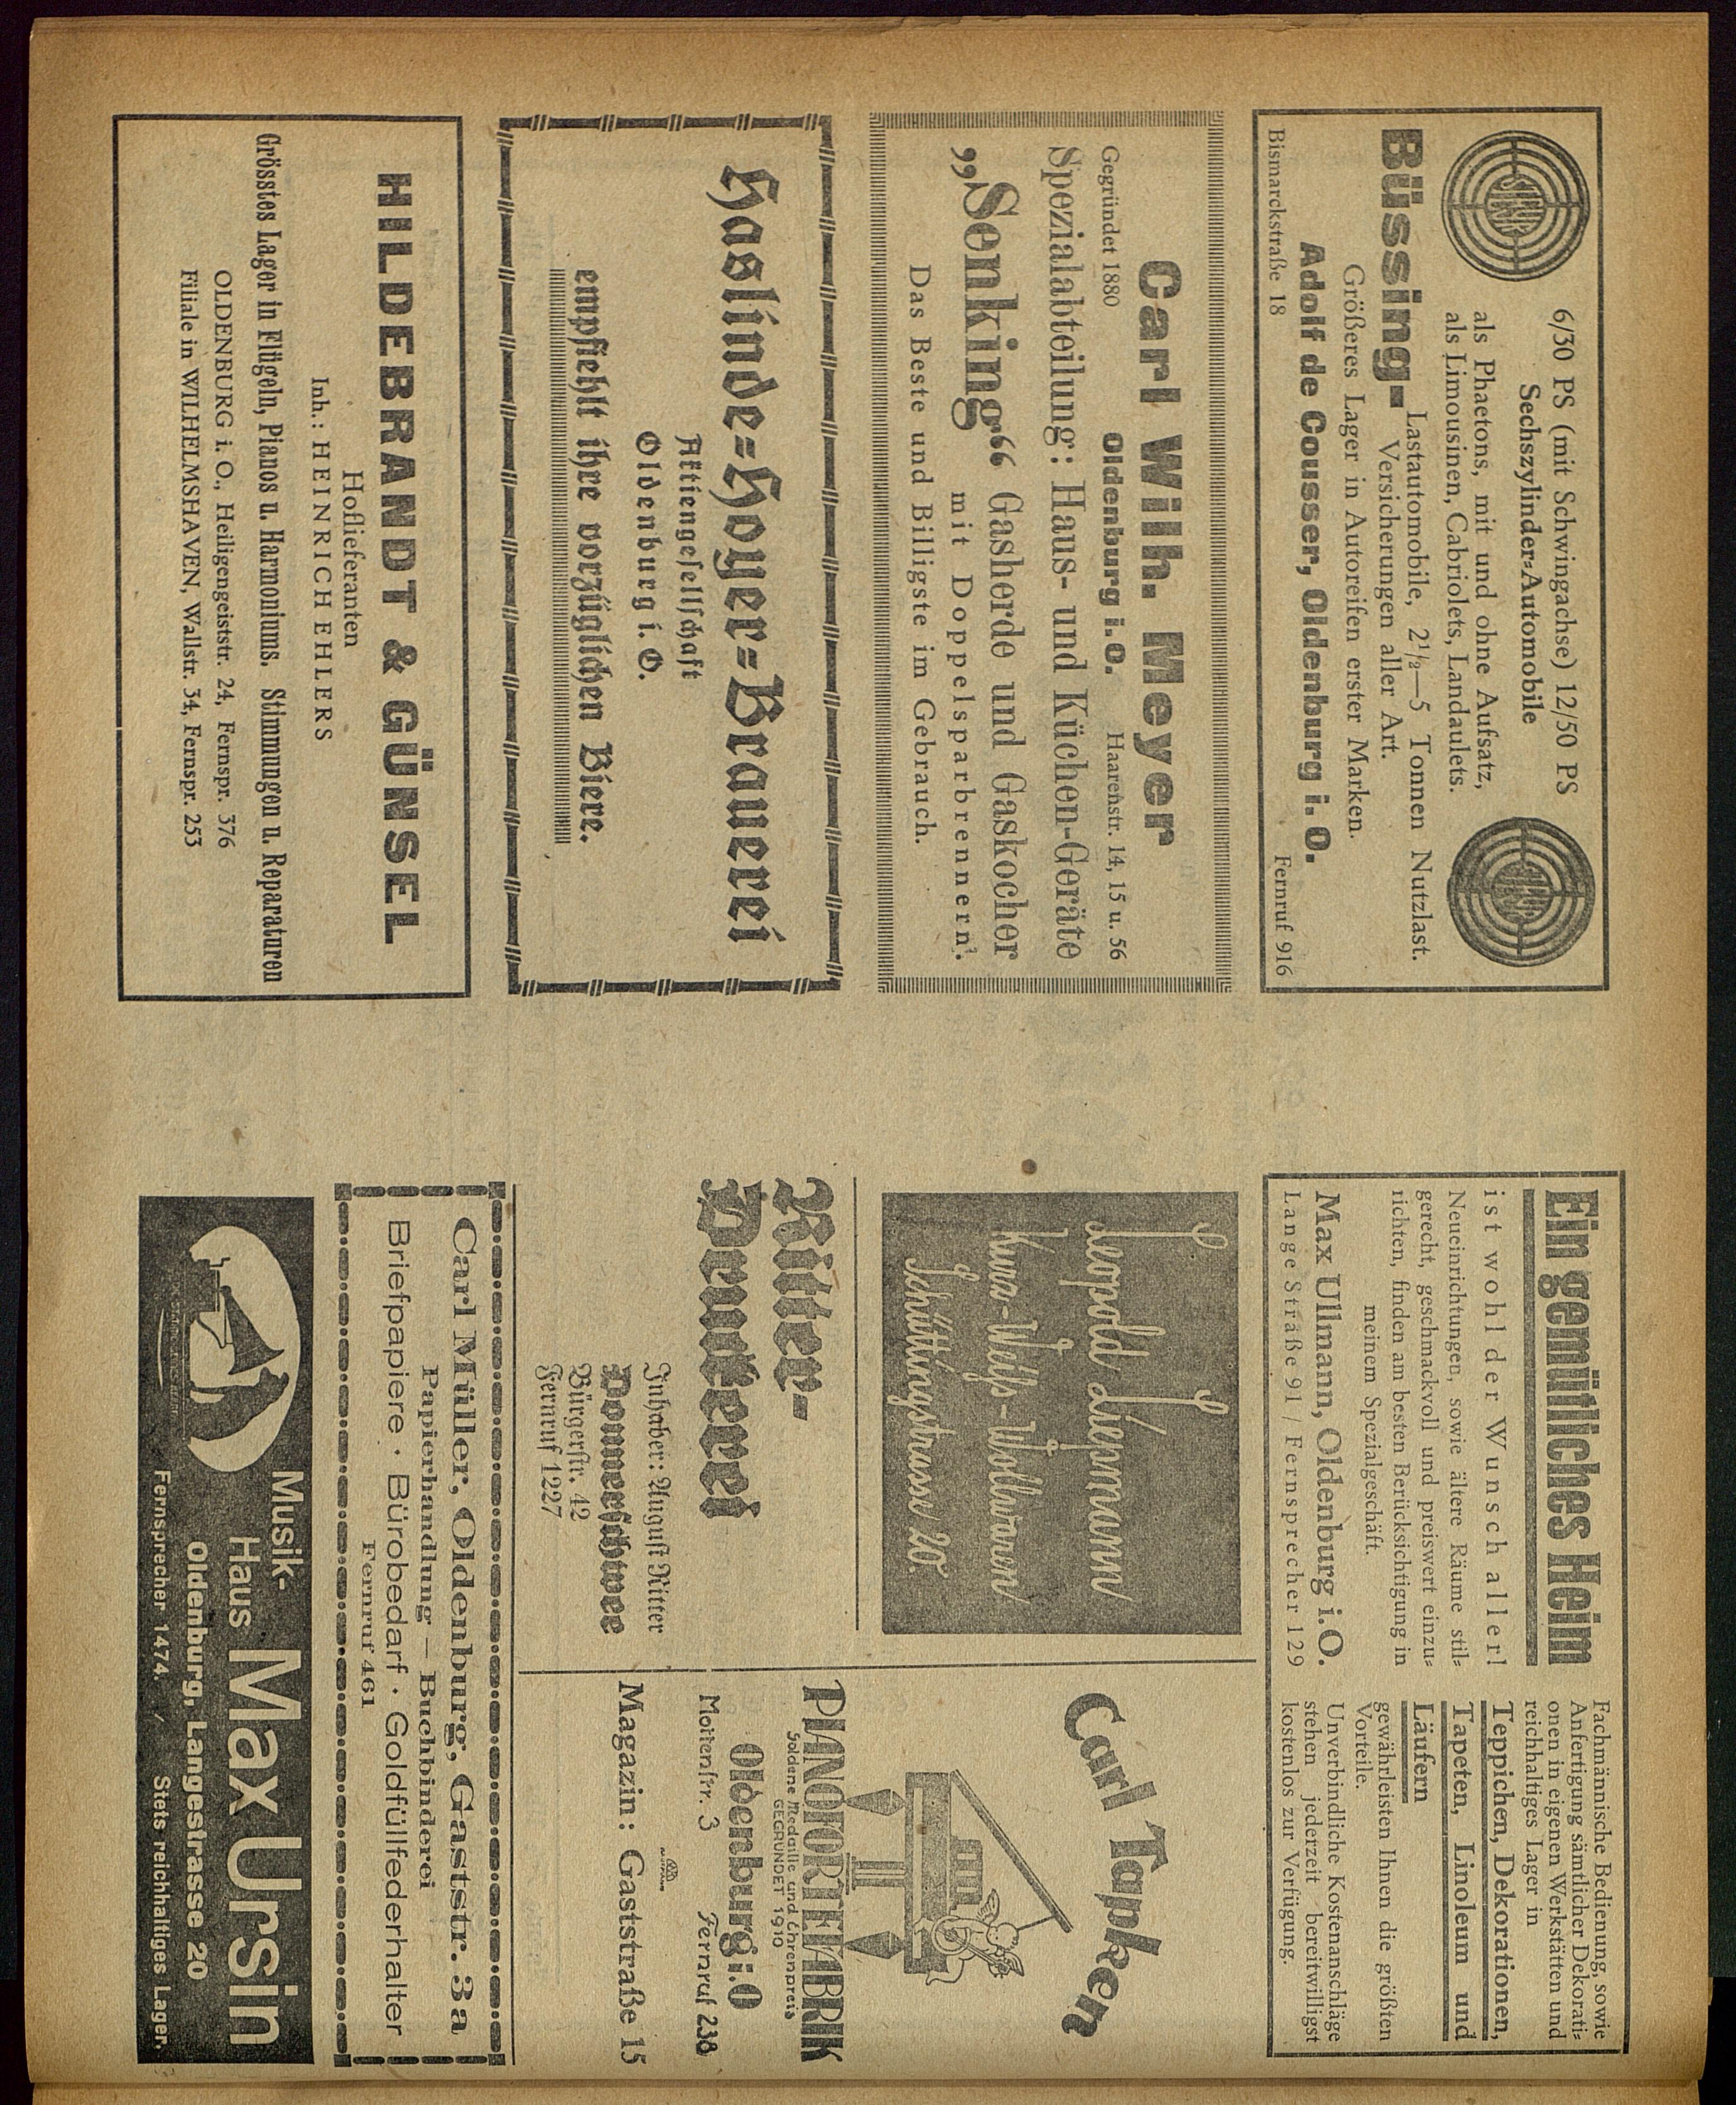 6/30 PS (mit Schwingachse) 12/50 PS
Sechszylinder-Automobile
als Phaetons, mit und ohne Aufsatz,
als Limousinen, Cabriolets, Landaulets.
Büssing- Lastautomobile, 2½—5 Tonnen Nutzlast.
Versicherungen aller Art.
Größeres Lager in Autoreifen erster Marken.
Adolf de Cousser, Oldenburg i. O.
Bismarckstraße 18 Fernruf 916
Carl Wilh. Meyer
Gegründet 1880 Oldenburg i.O. Haarenstr. 14, 15 u. 56
Spezialabteilung: Haus- und Küchen-Geräte
„Senking“ Gasherde und Gaskocher
mit Doppelsparbrennern!
Das Beste und Billigste im Gebrauch.
Haslinde-Hoyer-Brauerei
Aktiengesellschaft
Oldenburg i. O.
empfiehlt ihre vorzüglichen Biere.
HILDEBRANDT & GÜNSEL
Hoflieferanten
Inh.: HEINRICH EHLERS
Grösstes Lager in Flügeln, Pianos u. Harmoniums. Stimmungen u. Reparaturen
OLDENBURG i. O., Heiligengeiststr. 24, Fernspr. 376
Filiale in WILHELMSHAVEN, Wallstr. 34, Fernspr. 253
Ein gemütliches Heim
ist wohl der Wunsch aller!
Neueinrichtungen, sowie ältere Räume stil-
gerecht, geschmackvoll und preiswert einzu-
richten, finden am besten Berücksichtigung in
meinem Spezialgeschäft.
Max Ullmann, Oldenburg i. O.
Lange Straße 91 / Fernsprecher 129
Fachmännische Bedienung, sowie
Anfertigung sämtlicher Dekorati-
onen in eigenen Werkstätten und
reichhaltiges Lager in
Teppichen, Dekorationen,
Tapeten, Linoleum und
Läufern
gewährleisten Ihnen die größten
Vorteile.
Unverbindliche Kostenanschläge
stehen jedezeit bereitwilligst
kostenlos zur Verfügung.
Leopold Liepmann
Kurz-Weiß-Wollwaren
Schüttingstrasse 20.
Ritter-
Druckerei
Inhaber: August Ritter
Donnerschwee
Bürgerstr. 42
Fernruf 1227
Carl Tapken
PIANOFORTEFABRIK
Goldene Medaille und Ehrenpreis
GEGRÜNDET 1910
Oldenburg i.O
Mottenstr. 3 Fernruf 238
Magazin: Gaststraße 15
Carl Müller, Oldenburg, Gaststr. 3a
Papierhandlung — Buchbinderei
Briefpapiere · Bürobedarf · Goldfüllfederhalter
Fernruf 461
Musik-
Haus Max Ursin
Oldenburg, Langestrasse 20
Fernsprecher 1474. / Stets reichhaltiges Lager.